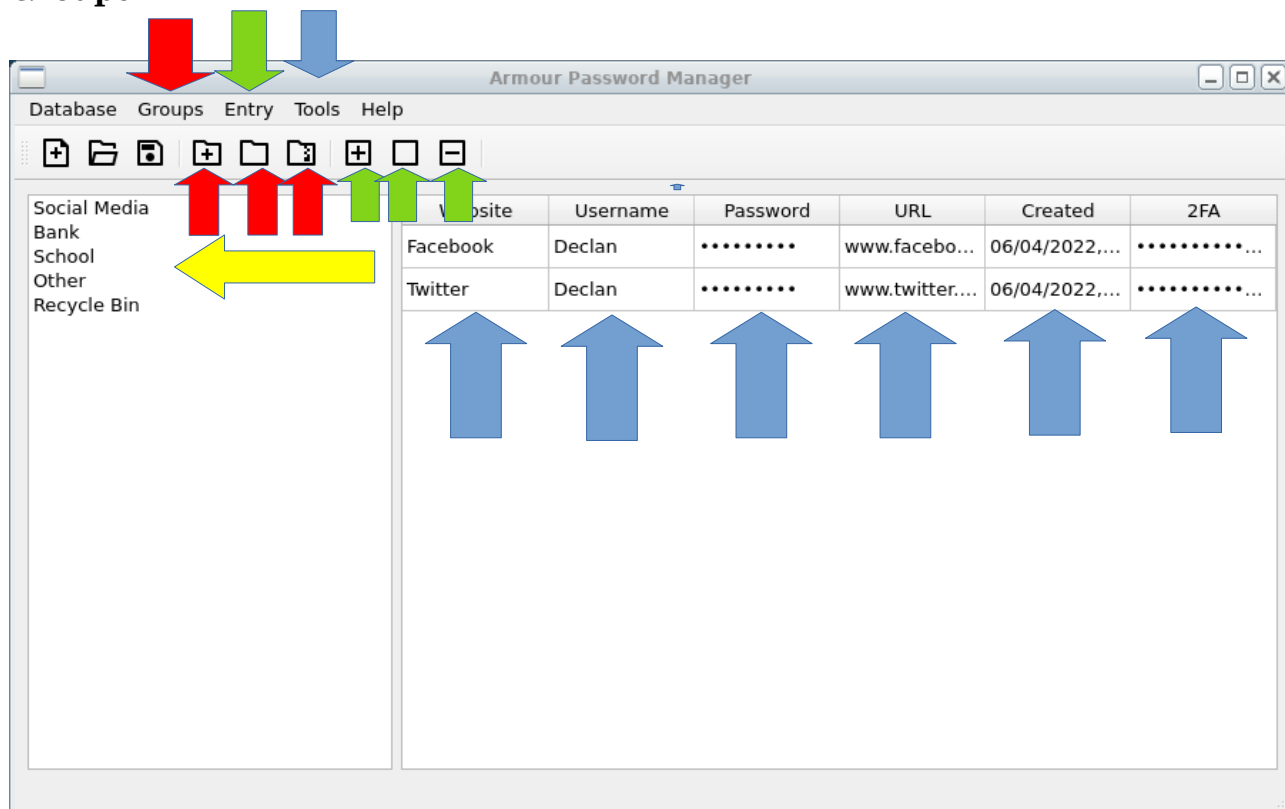 Armour Password Manager
Database Groups Entry Tools Help
Social Media
Bank
School
Other
Recycle Bin
Username Password URL Created 2FA
Facebook Declan ••••••••• www.facebo... 06/04/2022,... ••••••••••...
Twitter Declan ••••••••• www.twitter.... 06/04/2022,... ••••••••••...